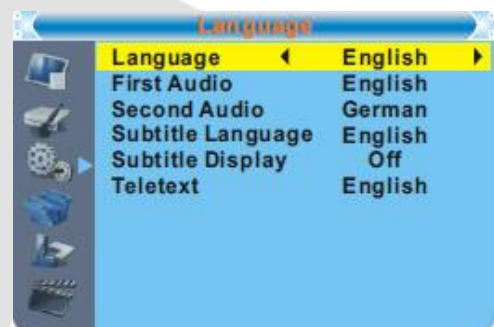 Language
Language English
First Audio English
Second Audio German
Subtitle Language English
Subtitle Display Off
Teletext English